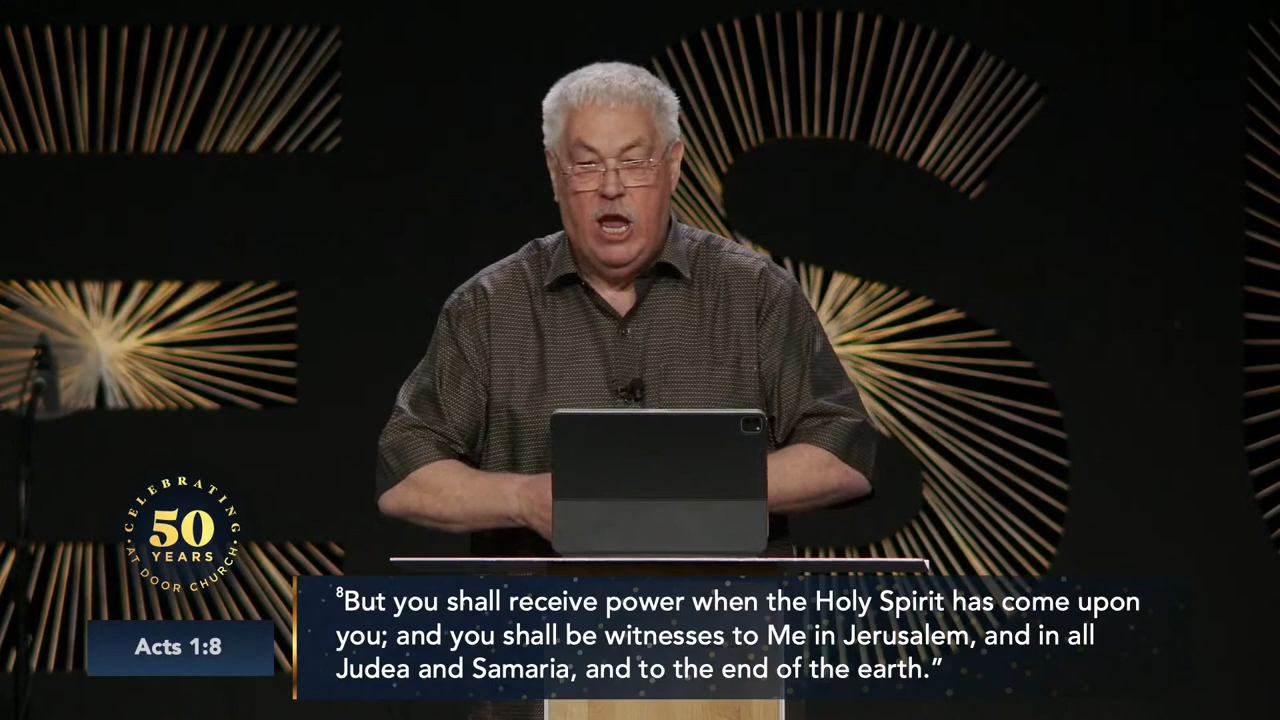 ES
CELEBRATING
50
YEARS
AT DOOR CHURCH
Acts 1:8
⁸But you shall receive power when the Holy Spirit has come upon
you; and you shall be witnesses to Me in Jerusalem, and in all
Judea and Samaria, and to the end of the earth.”